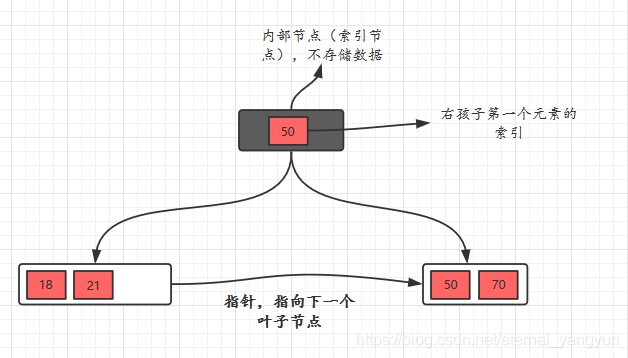 内部节点（索引节
点），不存储数据
50
右孩子第一个元素的
索引
18
21
50
70
指针，指向下一个
叶子节点
https://blog.csdn.net/eternal_yangyun